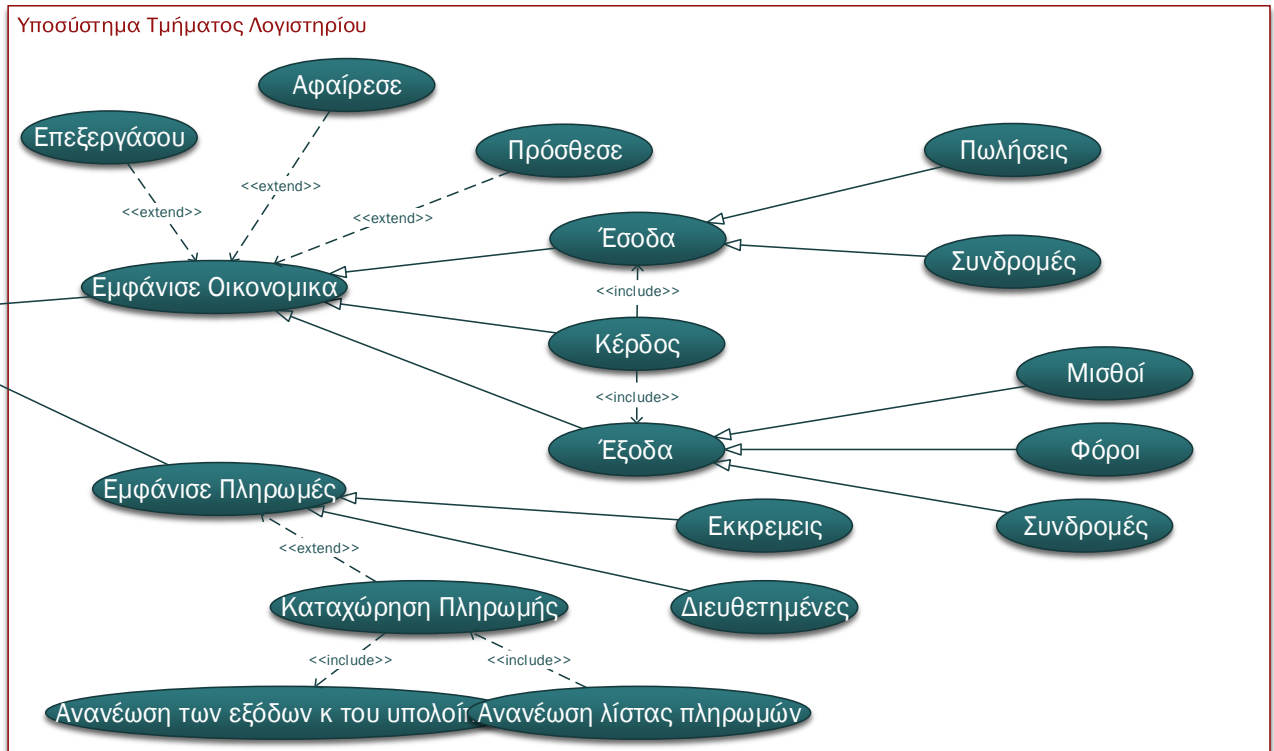 Υποσύστημα Τμήματος Λογιστηρίου
Αφαίρεσε
Επεξεργάσου
Πρόσθεσε
Πωλήσεις
<<extend>>
<<extend>>
<<extend>>
Έσοδα
Συνδρομές
Εμφάνισε Οικονομικα
<<include>>
Κέρδος
Μισθοί
<<include>>
Έξοδα
Φόροι
Εμφάνισε Πληρωμές
Εκκρεμεις
Συνδρομές
<<extend>>
Καταχώρηση Πληρωμής
Διευθετημένες
<<include>>
<<include>>
Ανανέωση των εξόδων κ του
Ανανέωση λίστας πληρωμών